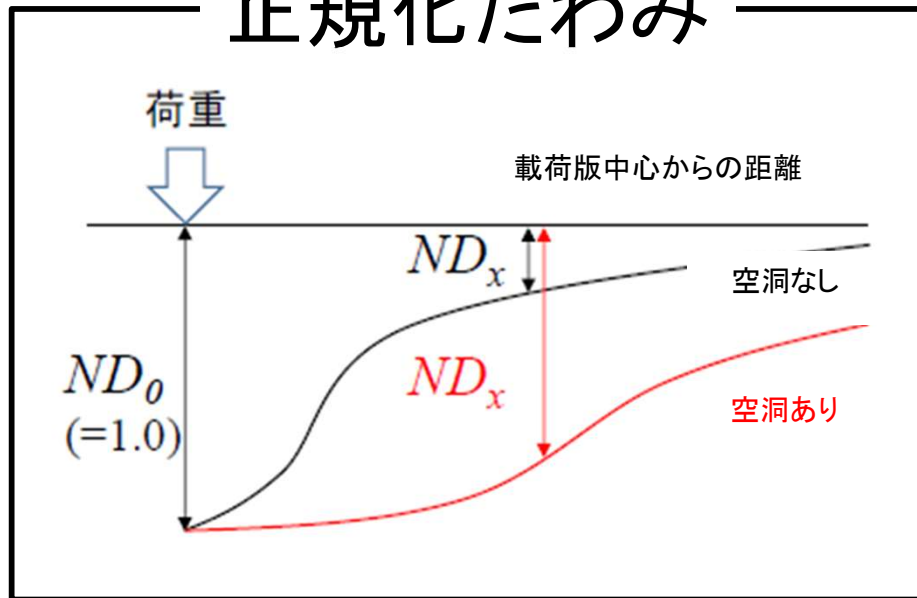 正規化たわみ
荷重
載荷版中心からの距離
NDx
空洞なし
ND0
(=1.0)
NDx
空洞あり